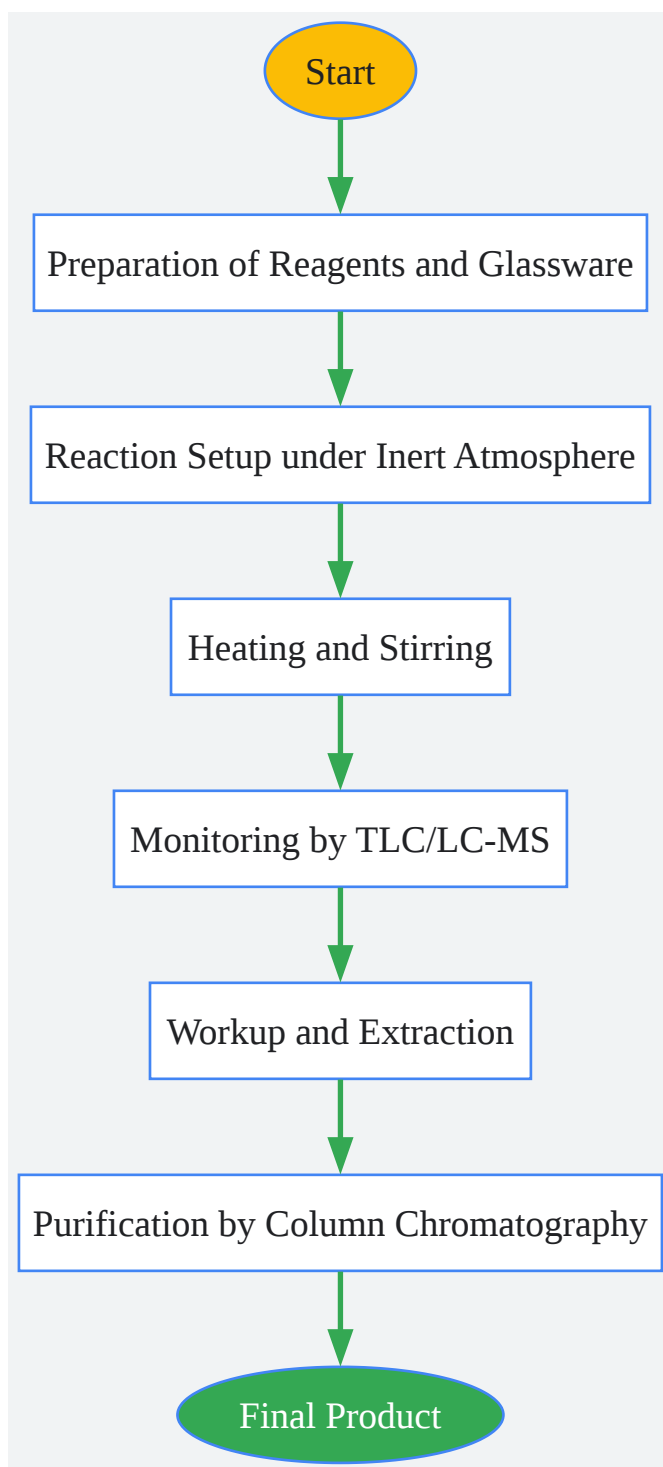 Start
Preparation of Reagents and Glassware
Reaction Setup under Inert Atmosphere
Heating and Stirring
Monitoring by TLC/LC-MS
Workup and Extraction
Purification by Column Chromatography
Final Product